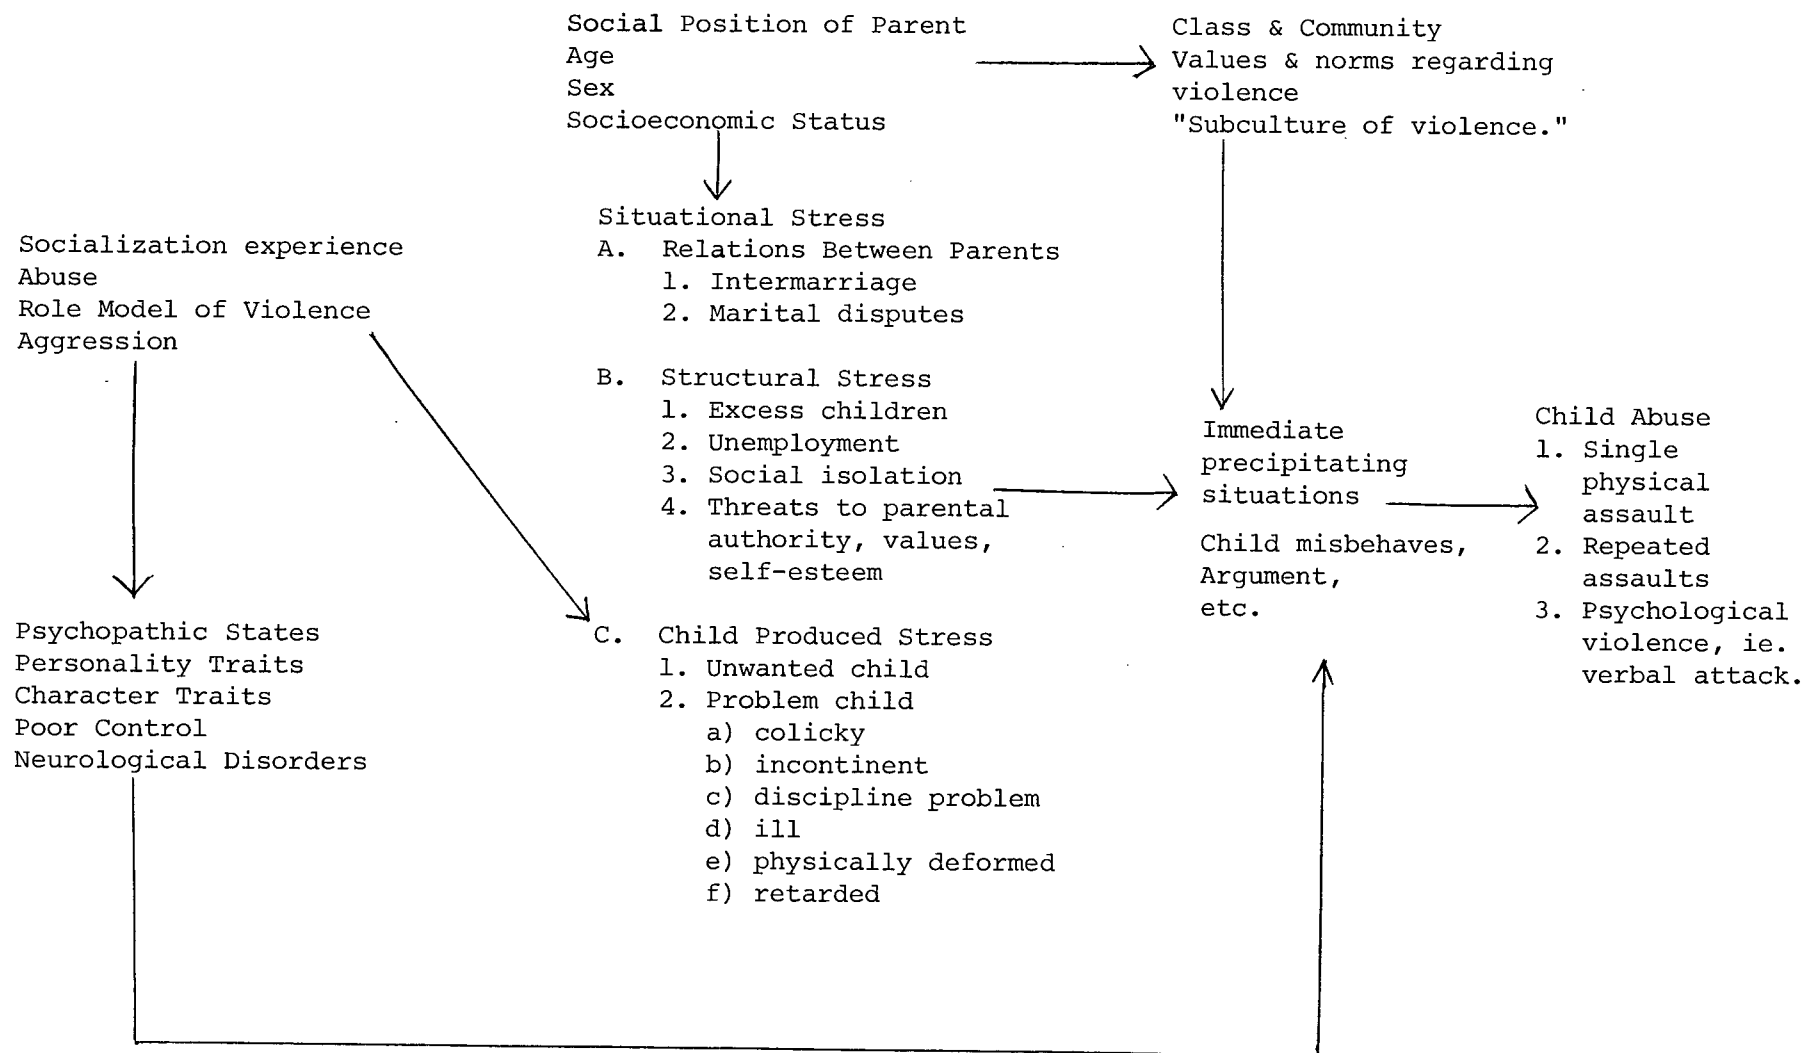 Social Position of Parent
Age
Sex
Socioeconomic Status
Class & Community
Values & norms regarding
violence
"Subculture of violence."
Socialization experience
Abuse
Role Model of Violence
Aggression
Situational Stress
A. Relations Between Parents
1. Intermarriage
2. Marital disputes
B. Structural Stress
1. Excess children
2. Unemployment
3. Social isolation
4. Threats to parental
authority, values,
self-esteem
C. Child Produced Stress
1. Unwanted child
2. Problem child
a) colicky
b) incontinent
c) discipline problem
d) ill
e) physically deformed
f) retarded
Psychopathic States
Personality Traits
Character Traits
Poor Control
Neurological Disorders
Immediate
precipitating
situations
Child misbehaves,
Argument,
etc.
Child Abuse
1. Single
physical
assault
2. Repeated
assaults
3. Psychological
violence, ie.
verbal attack.